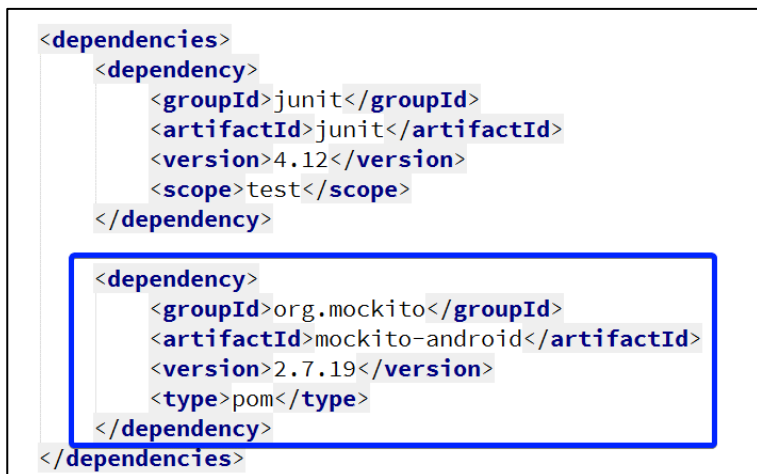 <dependencies>
<dependency>
<groupId>junit</groupId>
<artifactId>junit</artifactId>
<version>4.12</version>
<scope>test</scope>
</dependency>
<dependency>
<groupId>org.mockito</groupId>
<artifactId>mockito-android</artifactId>
<version>2.7.19</version>
<type>pom</type>
</dependency>
</dependencies>